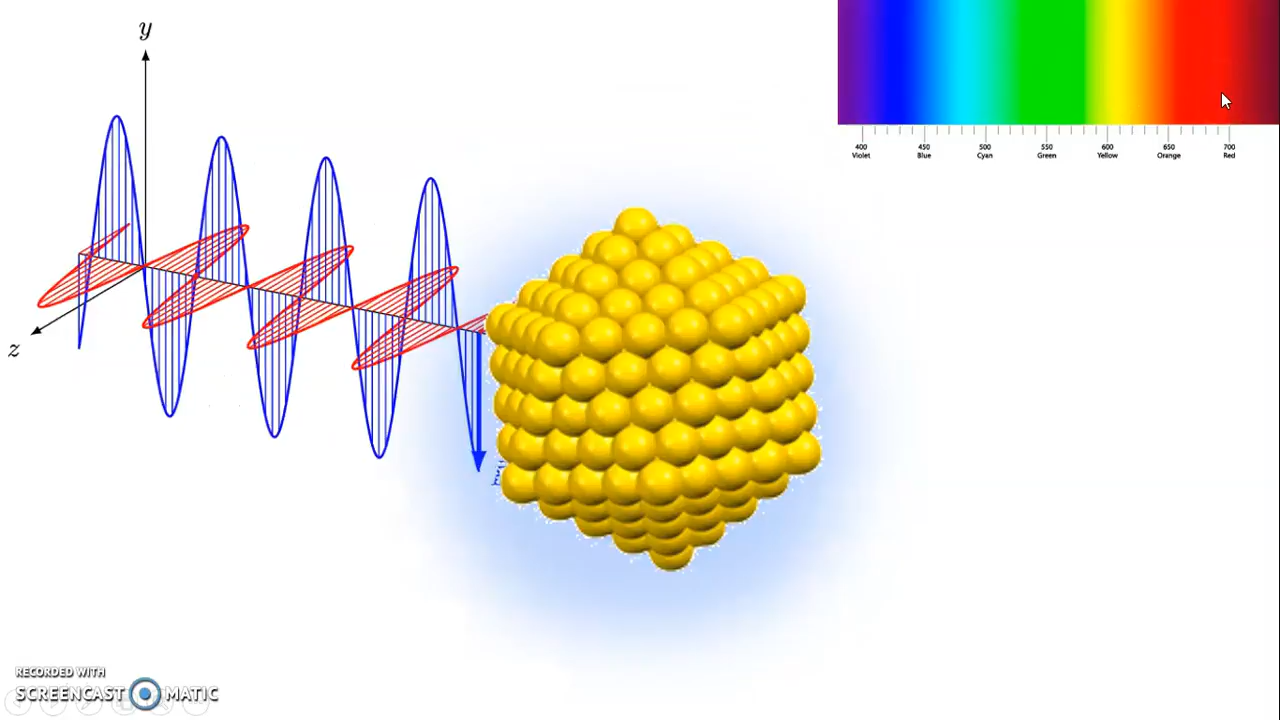 y
z
400 450 500 550 600 650 700
Violet Blue Cyan Green Yellow Orange Red
RECORDED WITH
SCREENCAST MATIC